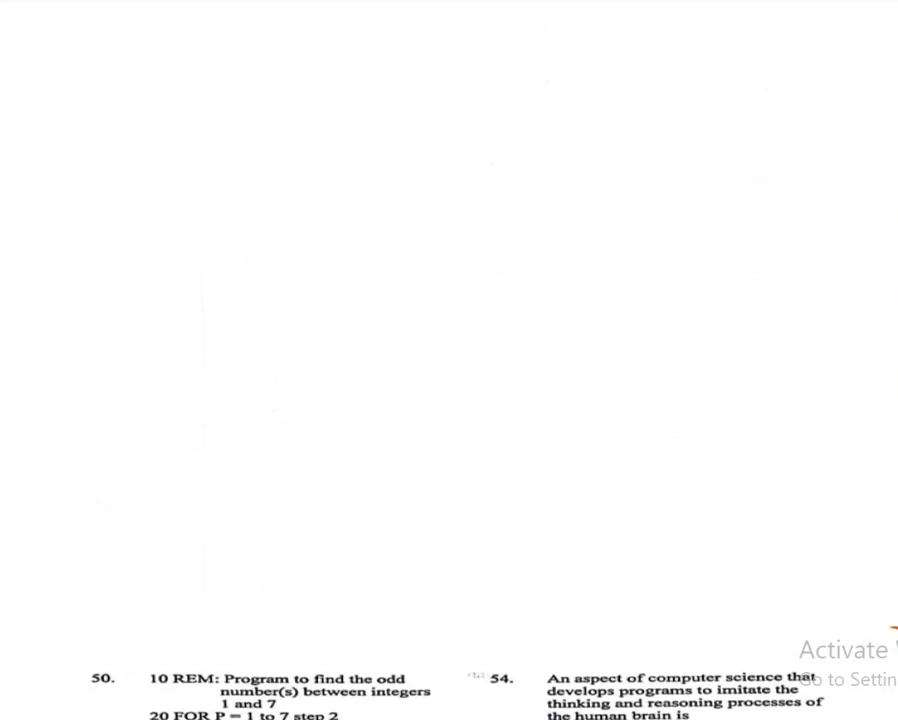 50. 10 REM: Program to find the odd
number(s) between integers
1 and 7
20 FOR P = 1 to 7 step 2
54. An aspect of computer science that
develops programs to imitate the
thinking and reasoning processes of
the human brain is
Activate
to Settin